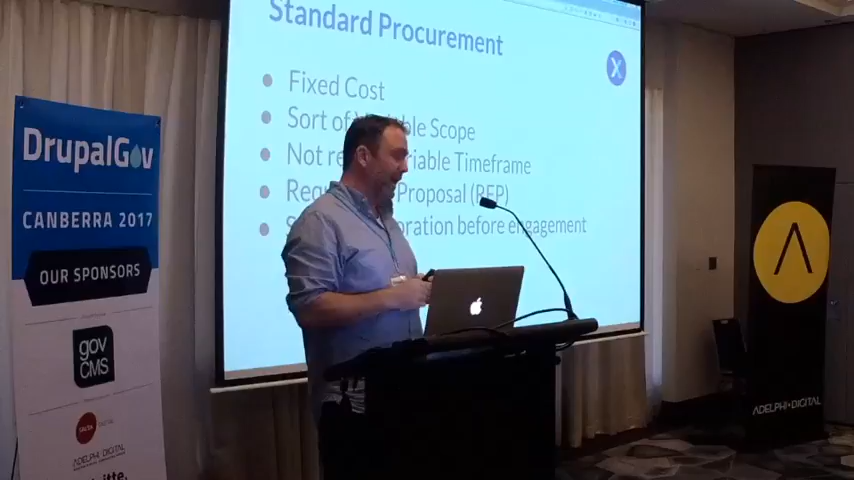 Standard Procurement
X
Fixed Cost
Sort of Scope
Not Timeframe
Proposal (RFP)
before engagement
DrupalGov
CANBERRA 2017
OUR SPONSORS
gov
CMS
ADELPHI DIGITAL
ADELPHI DIGITAL